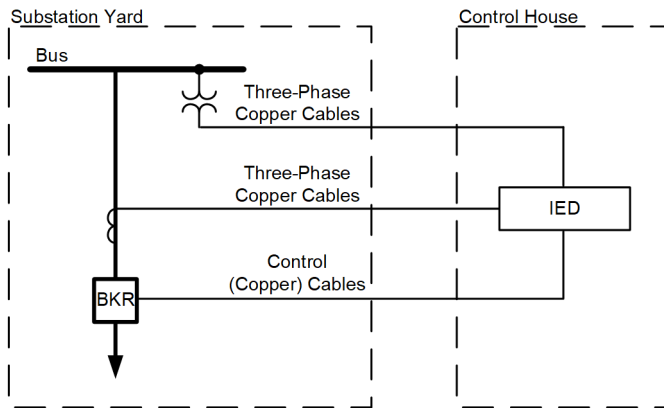 Substation Yard
Control House
Bus
Three-Phase
Copper Cables
Three-Phase
Copper Cables
IED
Control
(Copper) Cables
BKR